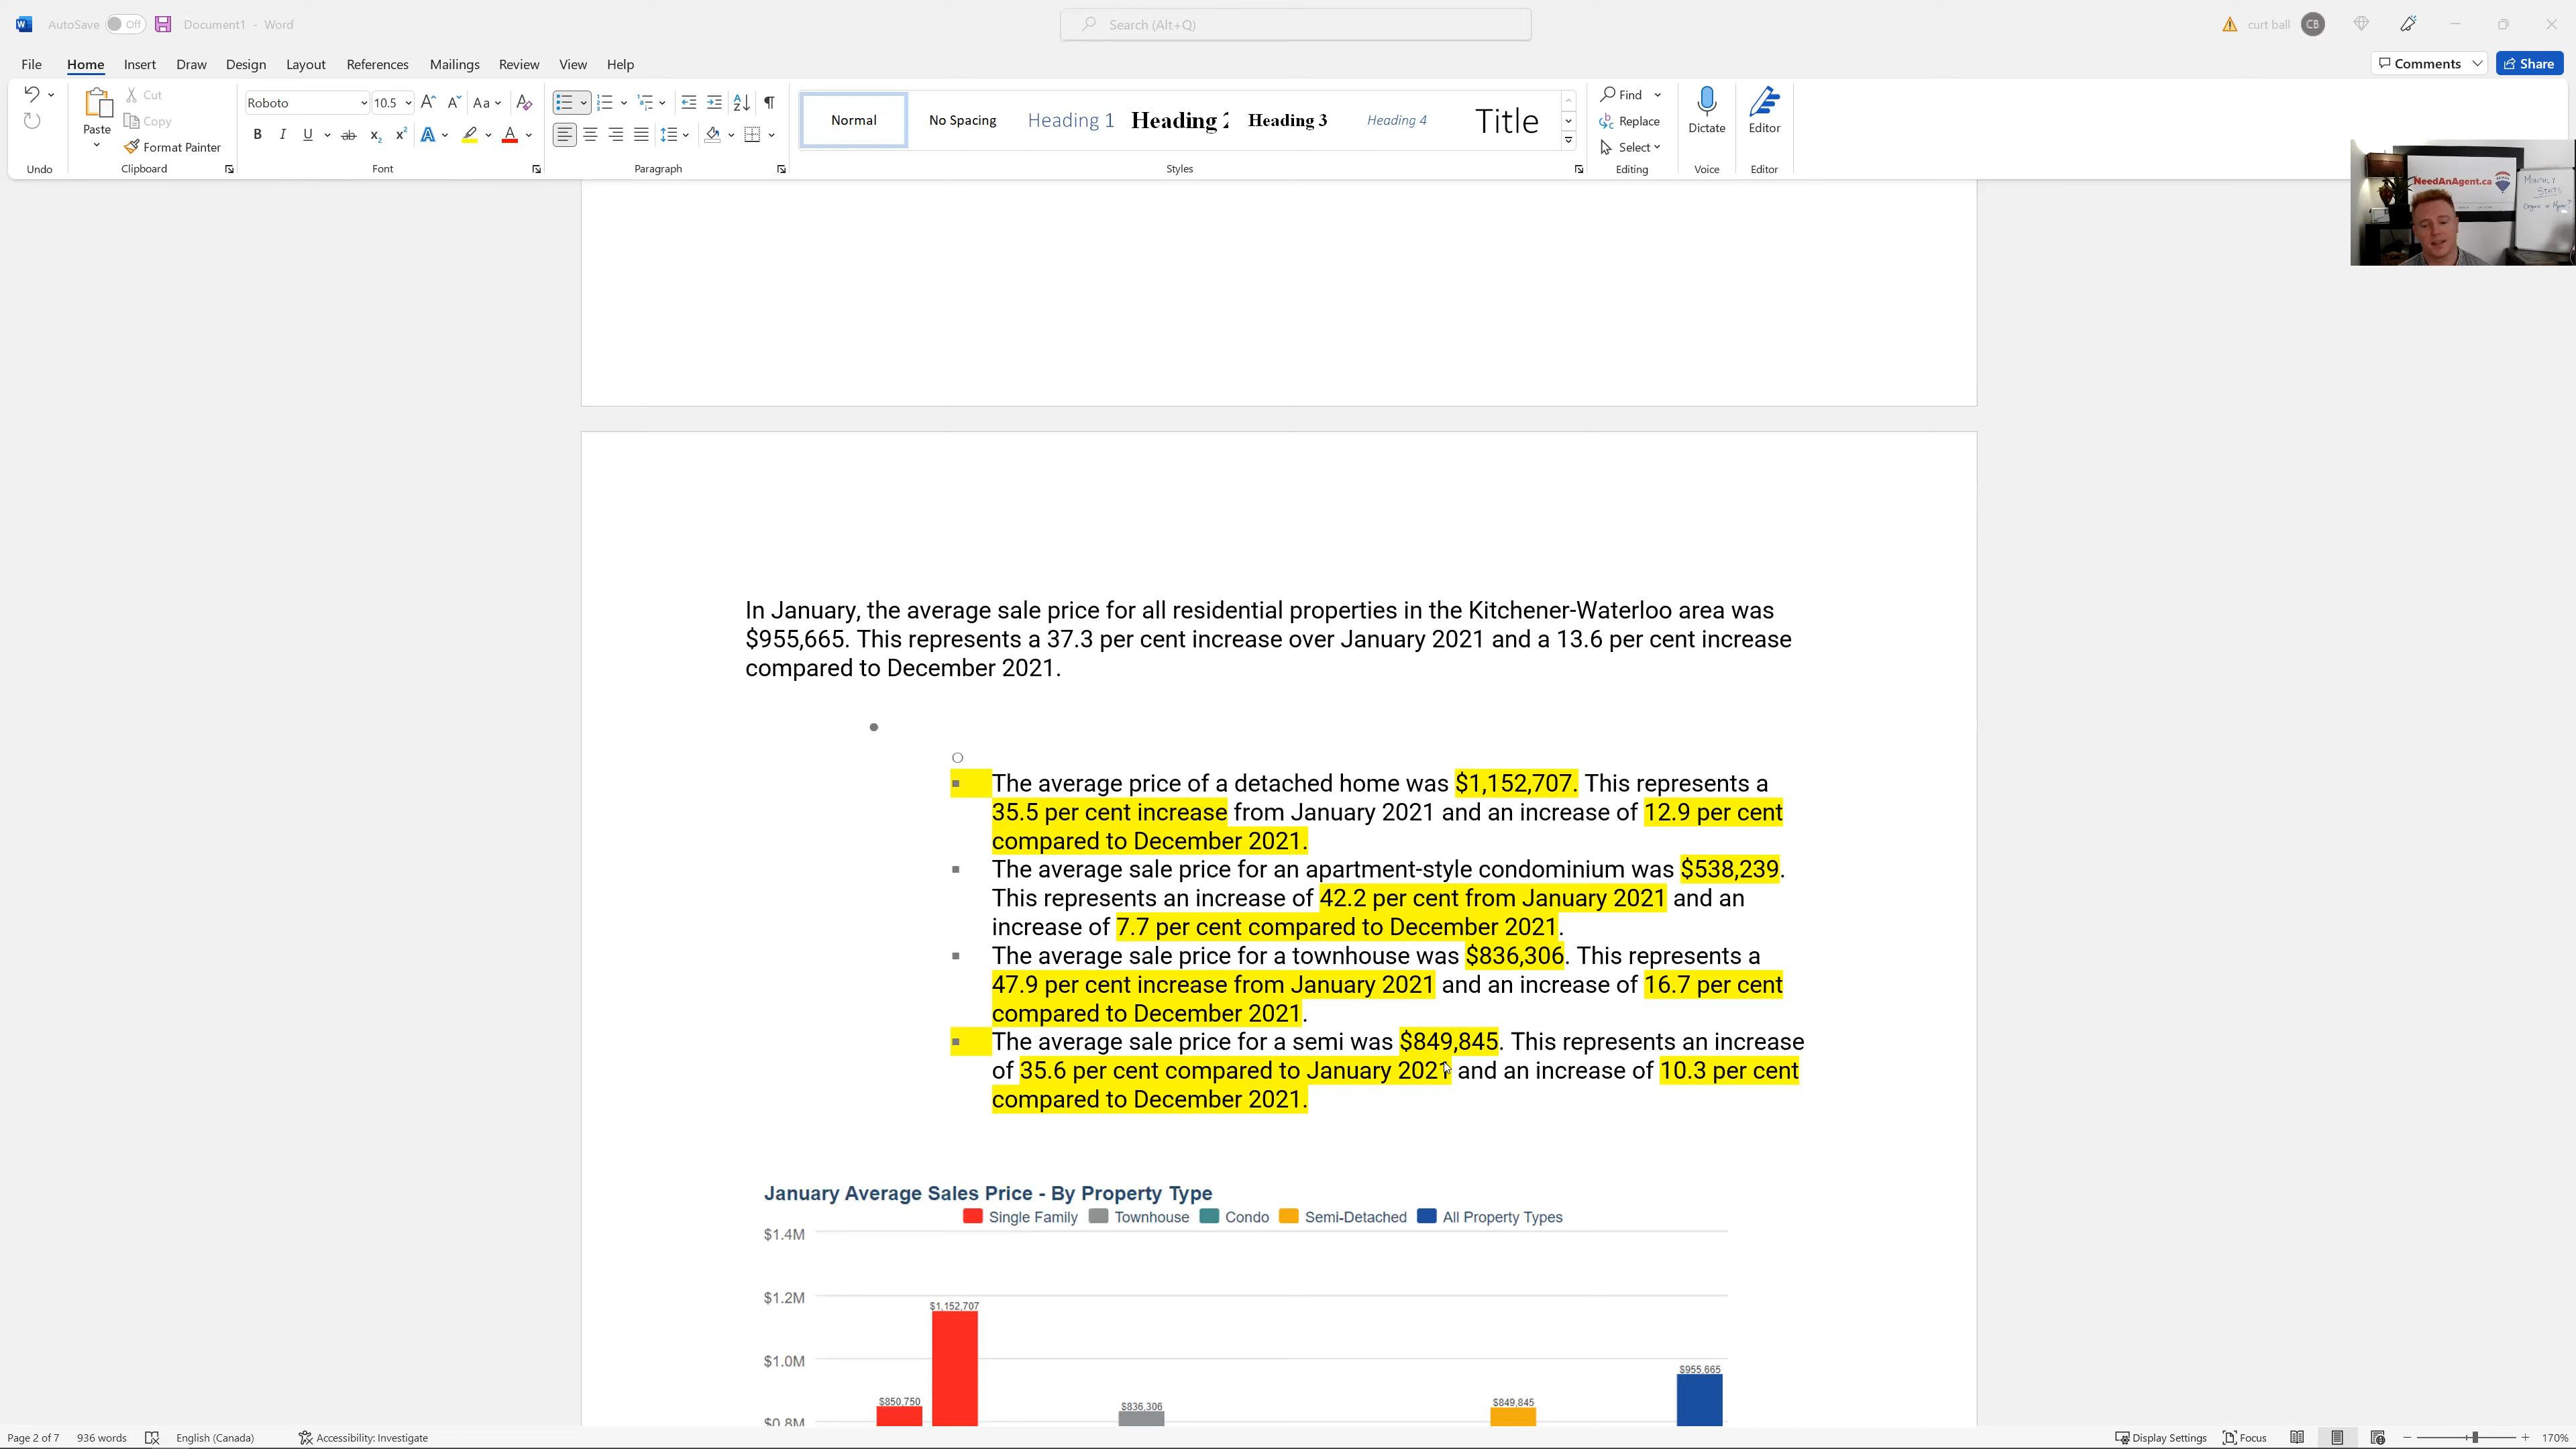 AutoSave Off Document1 - Word Search (Alt+Q) curt ball CB
File Home Insert Draw Design Layout References Mailings Review View Help Comments Share
Paste Cut Copy Format Painter
Roboto 10.5 Aa
B I U ab x₂ x² A A
Normal No Spacing Heading 1 Heading 2 Heading 3 Heading 4 Title
Find Replace Select Dictate Editor
Undo Clipboard Font Paragraph Styles Editing Voice Editor
NeedAnAgent.ca
MONTHLY
STATS
In January, the average sale price for all residential properties in the Kitchener-Waterloo area was
$955,665. This represents a 37.3 per cent increase over January 2021 and a 13.6 per cent increase
compared to December 2021.
The average price of a detached home was $1,152,707. This represents a
35.5 per cent increase from January 2021 and an increase of 12.9 per cent
compared to December 2021.
The average sale price for an apartment-style condominium was $538,239.
This represents an increase of 42.2 per cent from January 2021 and an
increase of 7.7 per cent compared to December 2021.
The average sale price for a townhouse was $836,306. This represents a
47.9 per cent increase from January 2021 and an increase of 16.7 per cent
compared to December 2021.
The average sale price for a semi was $849,845. This represents an increase
of 35.6 per cent compared to January 2021 and an increase of 10.3 per cent
compared to December 2021.
January Average Sales Price - By Property Type
Single Family Townhouse Condo Semi-Detached All Property Types
$1.4M
$1.2M
$1,152,707
$1.0M
$955,665
$850,750 $836,306 $849,845
$0.8M
Page 2 of 7 936 words English (Canada) Accessibility: Investigate Display Settings Focus 170%